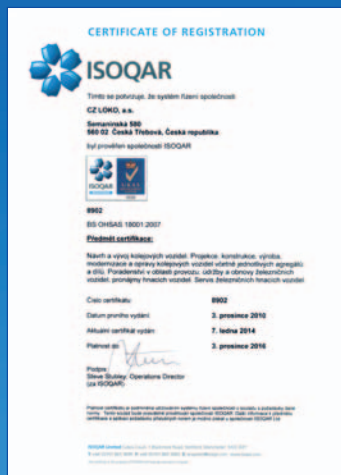 CERTIFICATE OF REGISTRATION
ISOQAR
Tímto se potvrzuje, že systém řízení společnosti
CZ LOKO, a.s.
Semanínská 580
560 02 Česká Třebová, Česká republika
byl prověřen společností ISOQAR
ISOQAR
UKAS
8902
BS OHSAS 18001:2007
Předmět certifikace:
Návrh a vývoj kolejových vozidel. Projekce, konstrukce, výroba,
modernizace a opravy kolejových vozidel včetně jednotlivých agregátů
a dílů. Poradenství v oblasti provozu, údržby a obnovy železničních
vozidel, pronájmy hnacích vozidel. Servis železničních hnacích vozidel.
Číslo certifikátu: 8902
Datum prvního vydání: 3. prosince 2010
Aktuální certifikát vydán: 7. ledna 2014
Platnost do: 3. prosince 2016
Podpis:
Steve Stubley, Operations Director
(za ISOQAR)